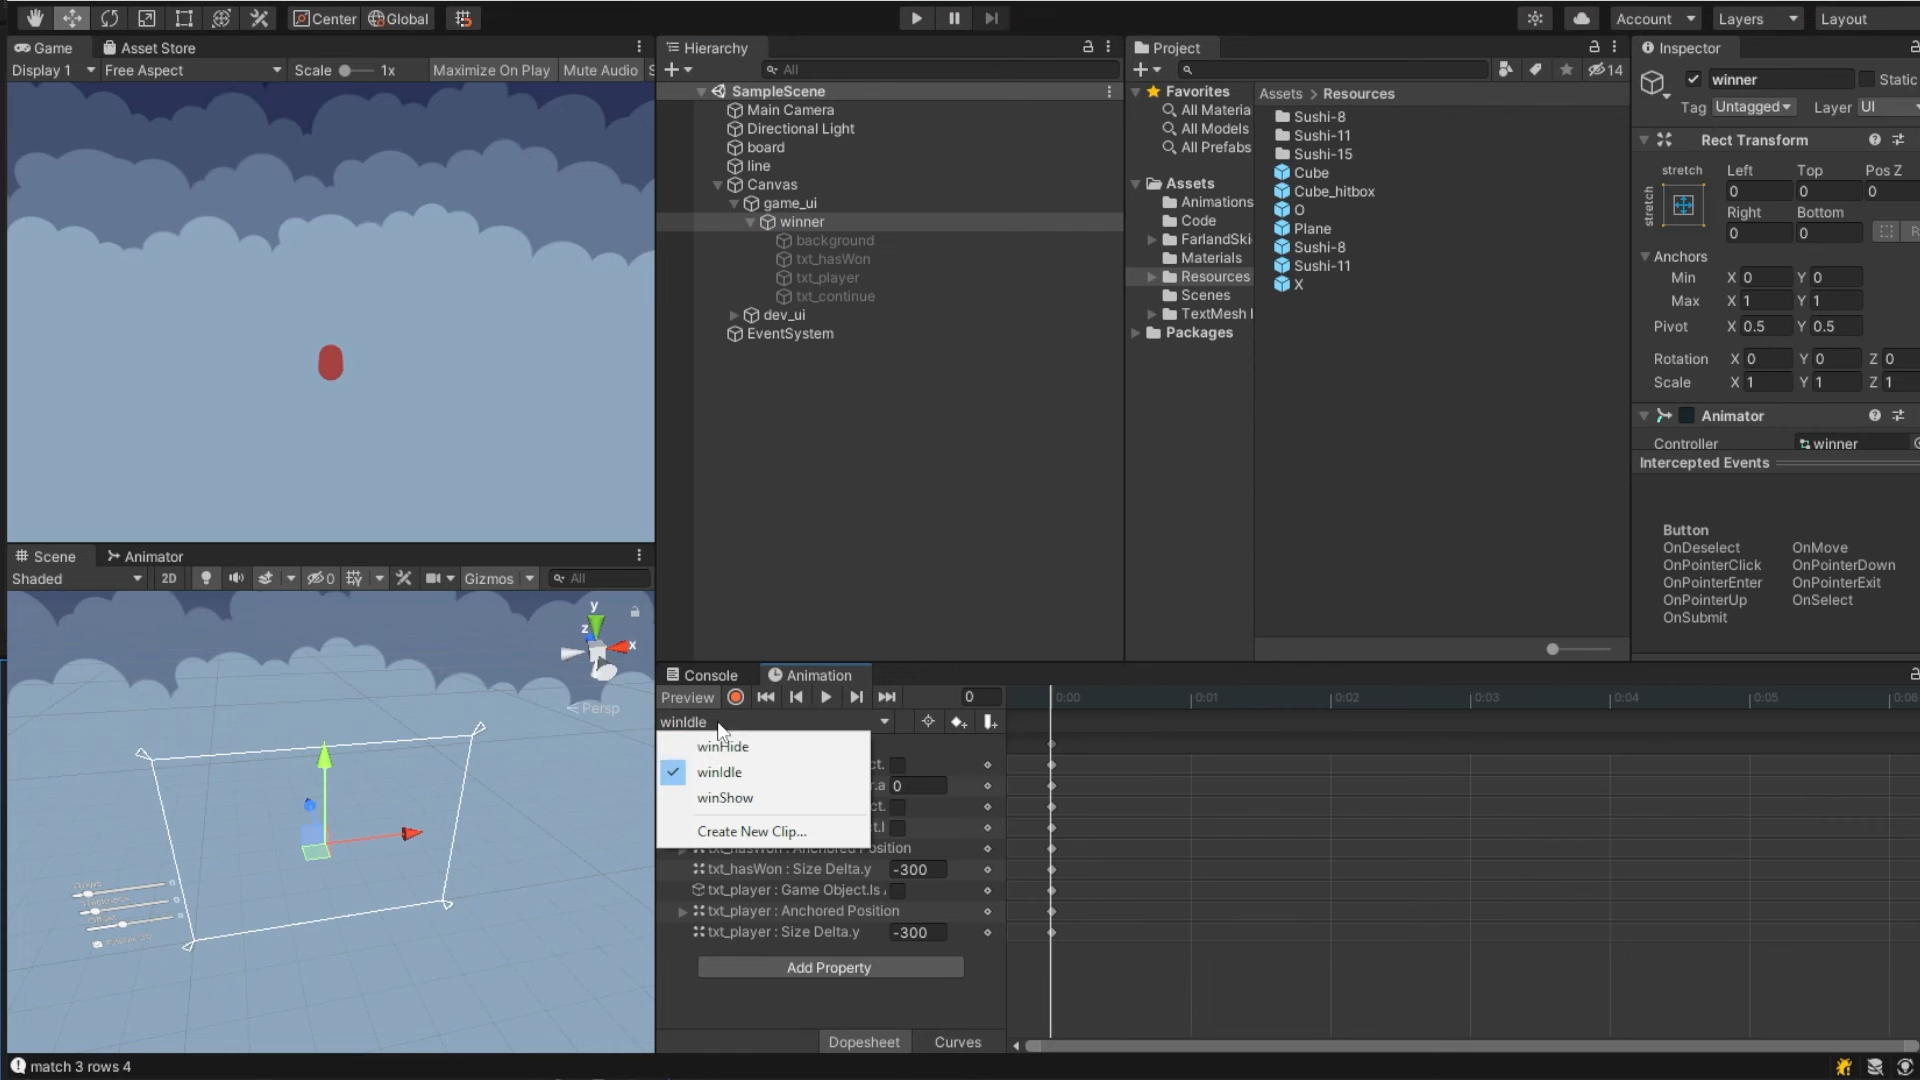 Center
Global
Account
Layers
Layout
Game
Asset Store
Display 1
Free Aspect
Scale
1x
Maximize On Play
Mute Audio
S
Hierarchy
All
SampleScene
Main Camera
Directional Light
board
line
Canvas
game_ui
winner
background
txt_hasWon
txt_player
txt_continue
dev_ui
EventSystem
Project
14
Favorites
All Materia
All Models
All Prefabs
Assets
Animations
Code
FarlandSki
Materials
Resources
Scenes
TextMesh
Packages
Assets > Resources
Sushi-8
Sushi-11
Sushi-15
Cube
Cube_hitbox
O
Plane
Sushi-8
Sushi-11
X
Inspector
winner
Static
Tag Untagged
Layer UI
Rect Transform
stretch
stretch
Left Top Pos Z
0 0 0
Right Bottom
0 0
R
Anchors
Min X 0 Y 0
Max X 1 Y 1
Pivot X 0.5 Y 0.5
Rotation X 0 Y 0 Z 0
Scale X 1 Y 1 Z 1
Animator
Controller winner
Intercepted Events
Button
OnDeselect OnMove
OnPointerClick OnPointerDown
OnPointerEnter OnPointerExit
OnPointerUp OnSelect
OnSubmit
Scene
Animator
Shaded
2D
0
Gizmos
All
y
z
x
Persp
Console
Animation
Preview
0
0:00 0:01 0:02 0:03 0:04 0:05 0:06
winIdle
winHide
winIdle
winShow
Create New Clip...
ct.
r.a 0
ct.
ct.I
txt_hasWon : Anchored Position
txt_hasWon : Size Delta.y -300
txt_player : Game Object.Is
txt_player : Anchored Position
txt_player : Size Delta.y -300
Add Property
Dopesheet
Curves
match 3 rows 4